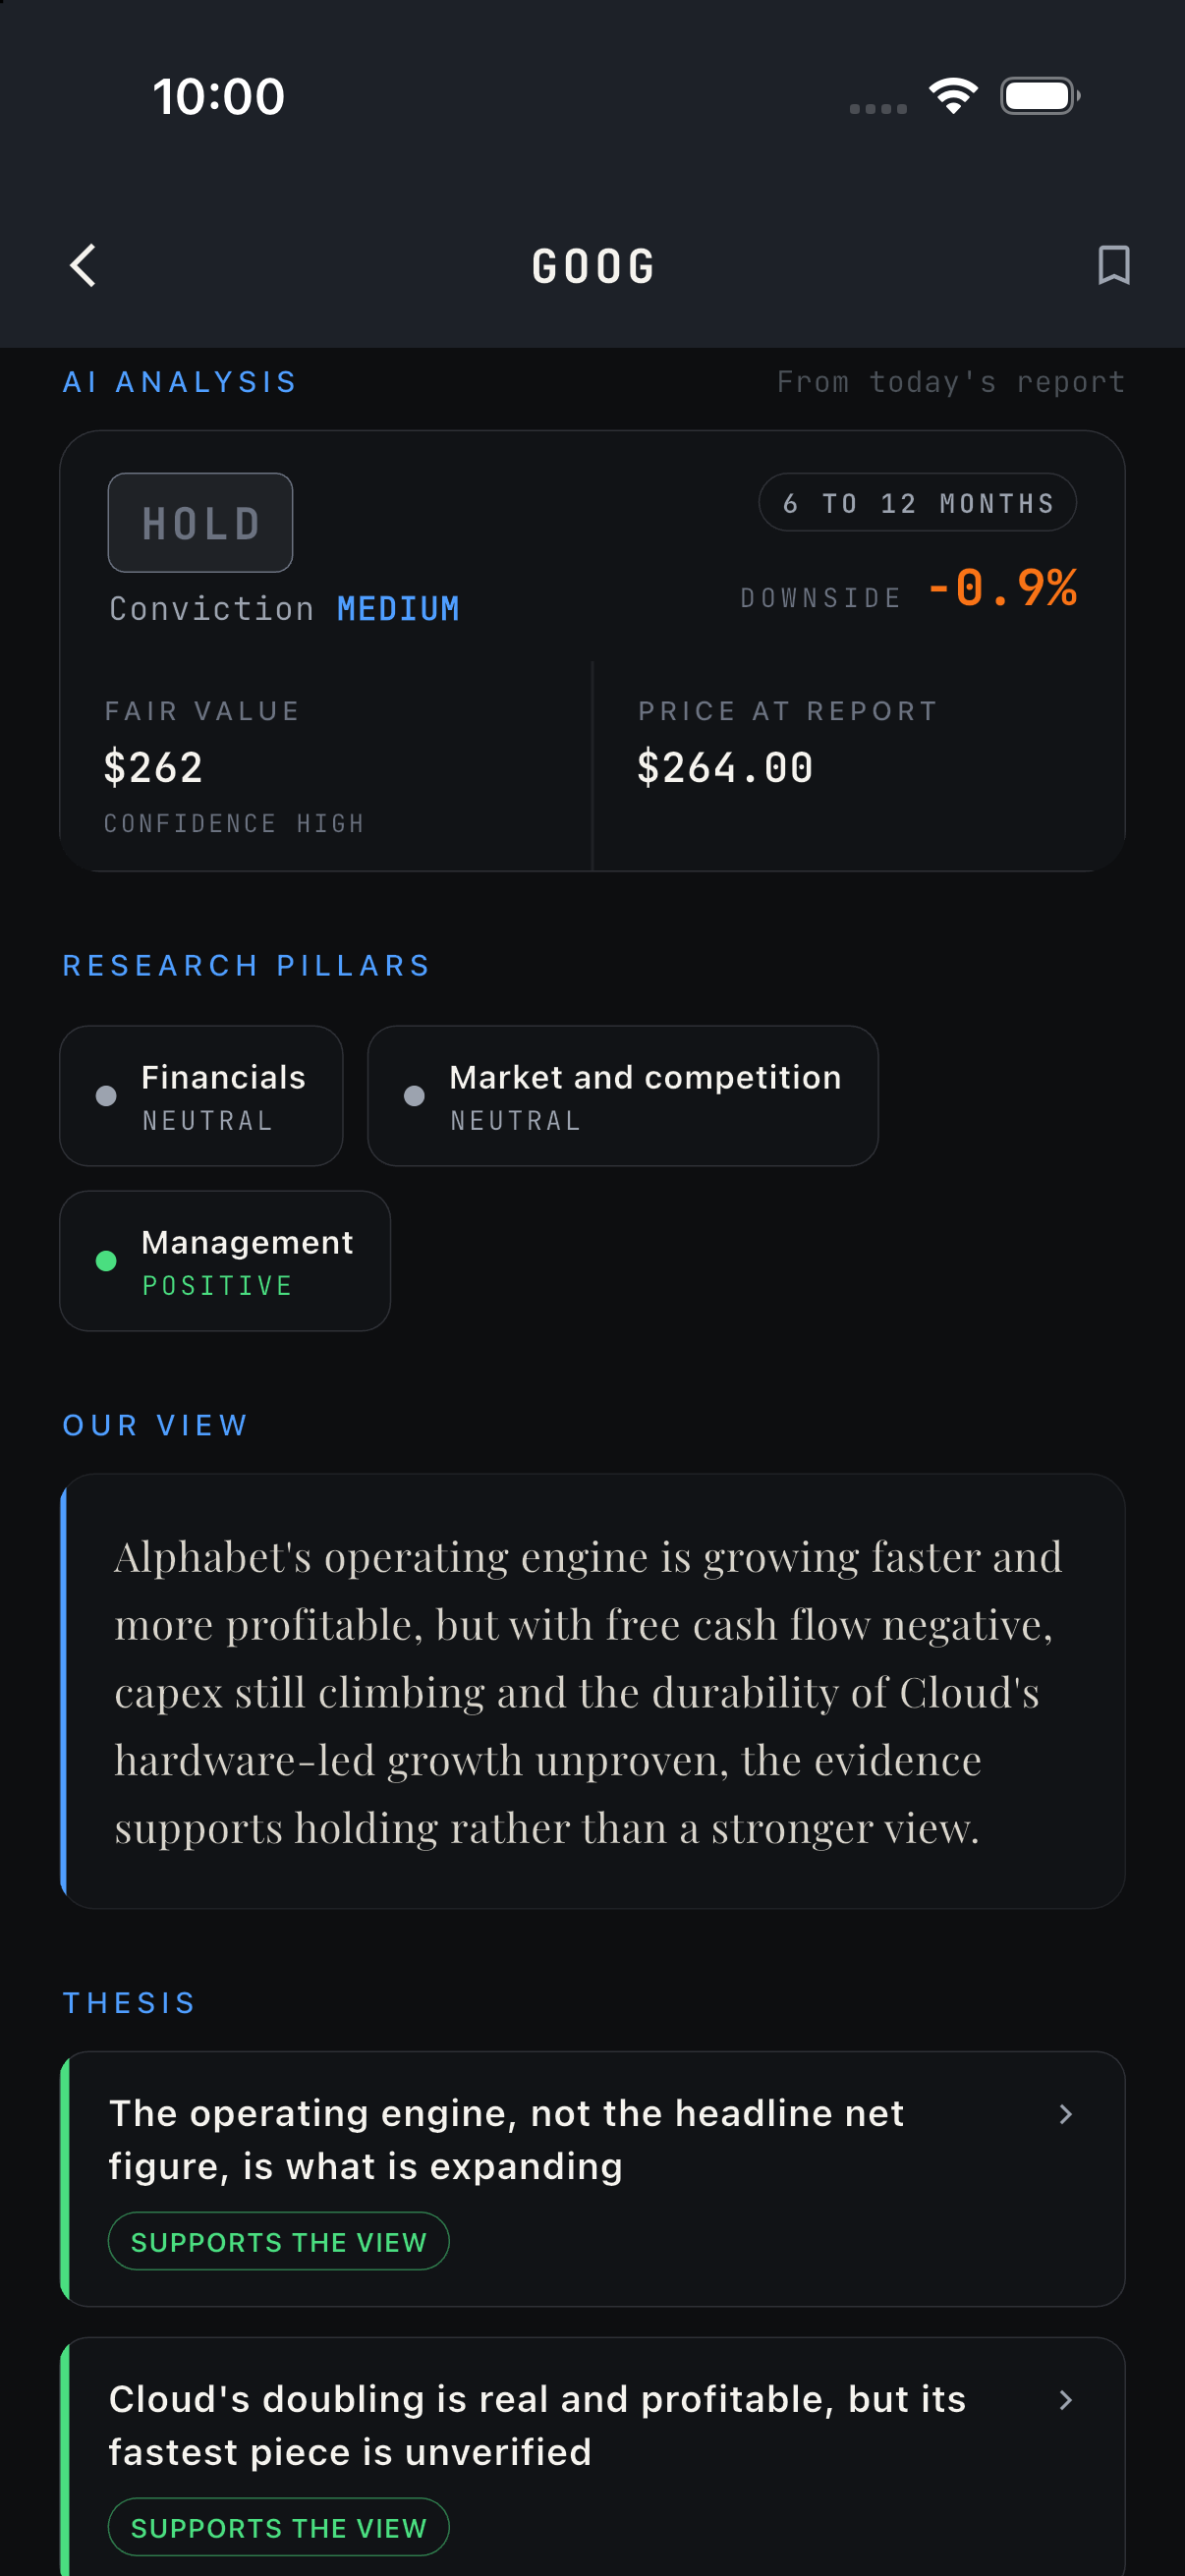 10:00
GOOG
AI ANALYSIS
From today's report
HOLD
6 TO 12 MONTHS
Conviction MEDIUM
DOWNSIDE -0.9%
FAIR VALUE
$262
CONFIDENCE HIGH
PRICE AT REPORT
$264.00
RESEARCH PILLARS
Financials
NEUTRAL
Market and competition
NEUTRAL
Management
POSITIVE
OUR VIEW
Alphabet's operating engine is growing faster and
more profitable, but with free cash flow negative,
capex still climbing and the durability of Cloud's
hardware-led growth unproven, the evidence
supports holding rather than a stronger view.
THESIS
The operating engine, not the headline net
figure, is what is expanding
SUPPORTS THE VIEW
Cloud's doubling is real and profitable, but its
fastest piece is unverified
SUPPORTS THE VIEW